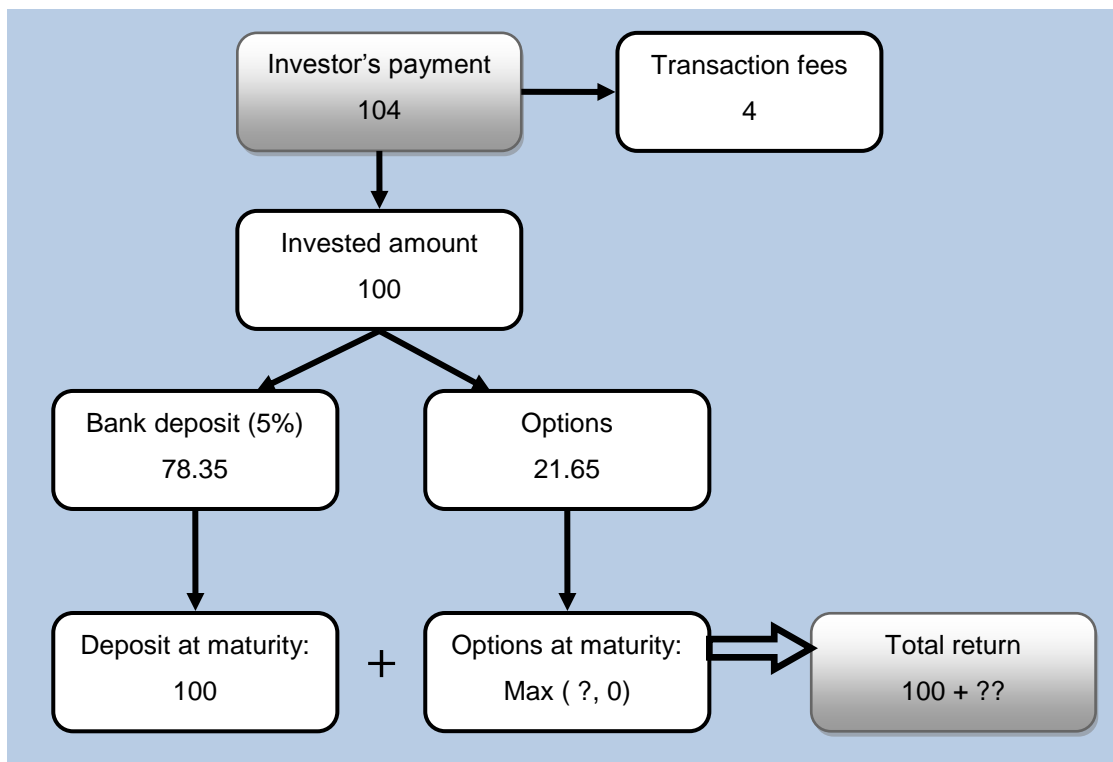 Investor’s payment
104
Transaction fees
4
Invested amount
100
Bank deposit (5%)
78.35
Options
21.65
Deposit at maturity:
100
+
Options at maturity:
Max ( ?, 0)
Total return
100 + ??